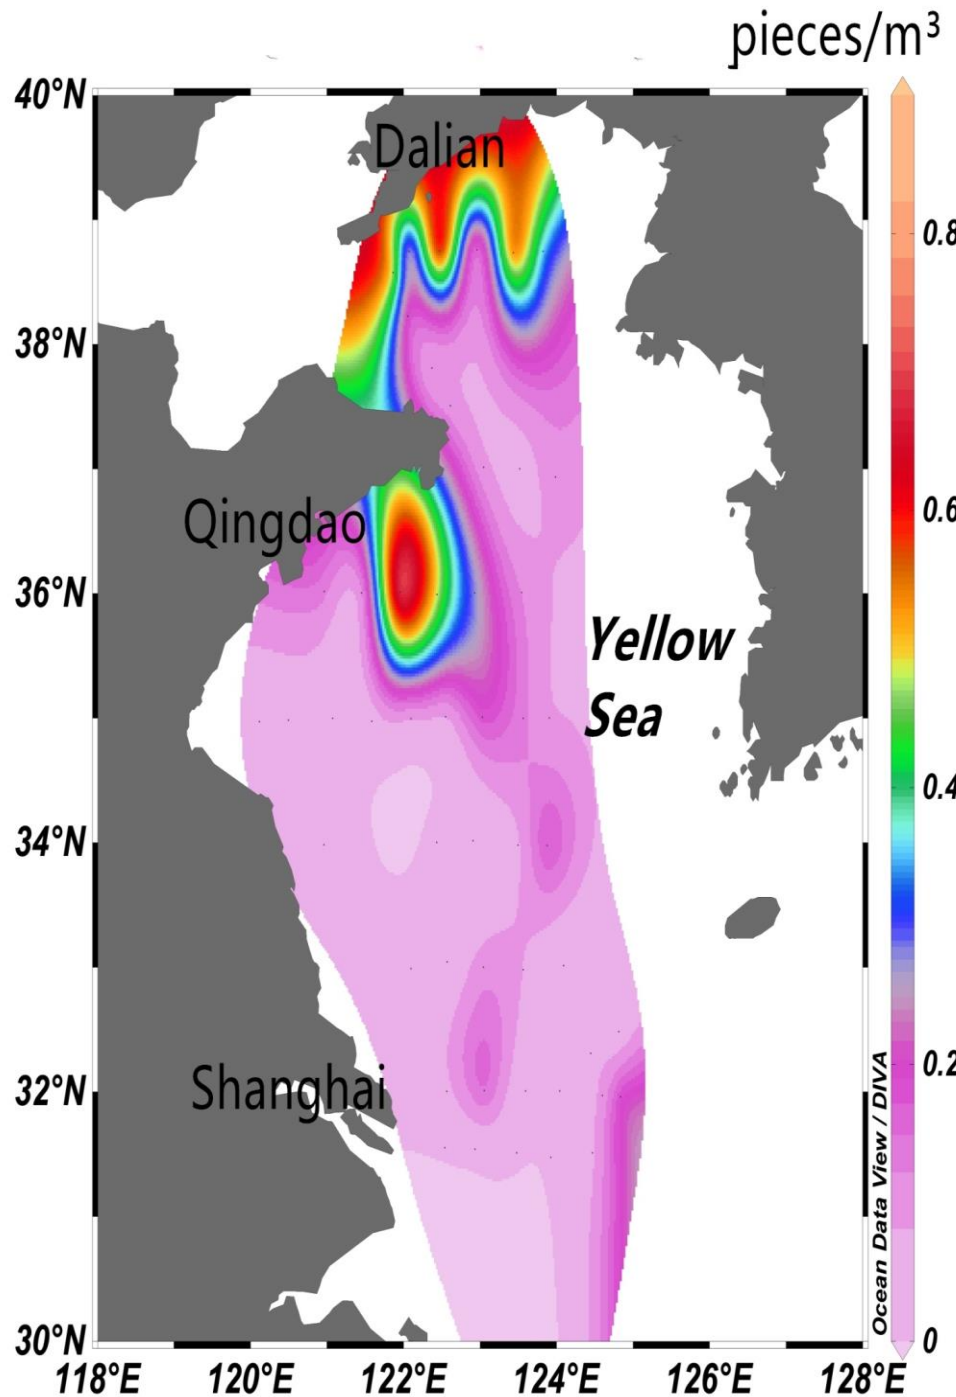 pieces/m³
40°N
Dalian
0.8
38°N
0.6
Qingdao
36°N
Yellow
Sea
0.4
34°N
Shanghai
32°N
0.2
Ocean Data View / DIVA
30°N
0
118°E
120°E
122°E
124°E
126°E
128°E